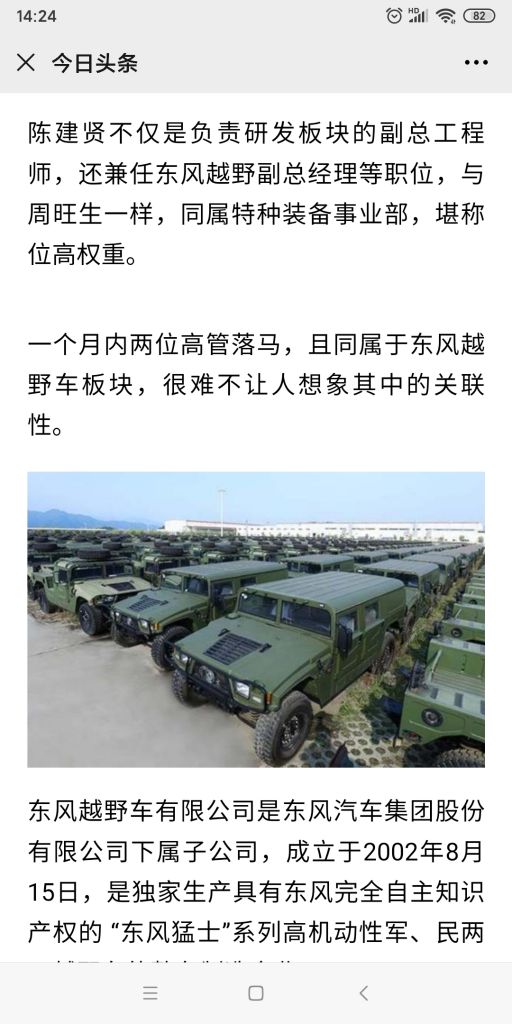 14:24
HD
82
今日头条
陈建贤不仅是负责研发板块的副总工程
师，还兼任东风越野副总经理等职位，与
周旺生一样，同属特种装备事业部，堪称
位高权重。
一个月内两位高管落马，且同属于东风越
野车板块，很难不让人想象其中的关联
性。
东风越野车有限公司是东风汽车集团股份
有限公司下属子公司，成立于2002年8月
15日，是独家生产具有东风完全自主知识
产权的 “东风猛士”系列高机动性军、民两